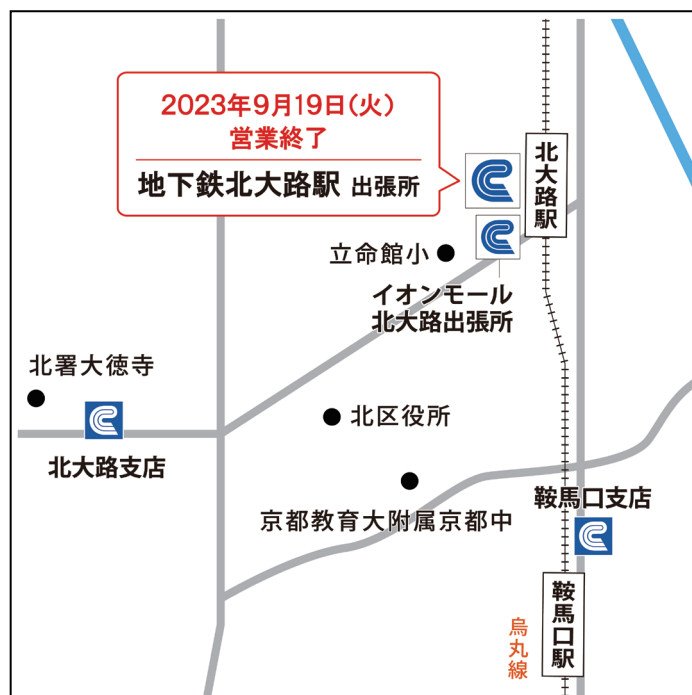 2023年9月19日(火)
営業終了
地下鉄北大路駅 出張所
北大路駅
立命館小
イオンモール
北大路出張所
北署大徳寺
北区役所
北大路支店
京都教育大附属京都中
鞍馬口支店
鞍馬口駅
烏丸線